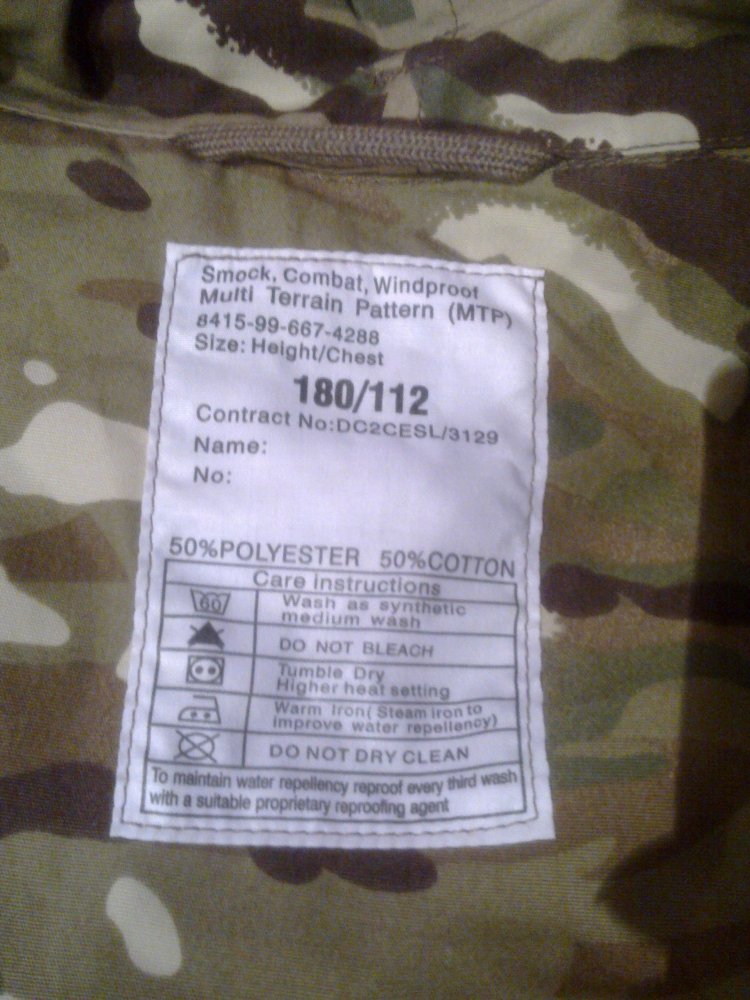 Smock, Combat, Windproof
Multi Terrain Pattern (MTP)
8415-99-667-4288
Size: Height/Chest
180/112
Contract No:DC2CESL/3129
Name:
No:
50%POLYESTER 50%COTTON
Care instructions
60
Wash as synthetic
medium wash
DO NOT BLEACH
Tumble Dry
Higher heat setting
Warm Iron( Steam iron to
improve water repellency)
DO NOT DRY CLEAN
To maintain water repellency reproof every third wash
with a suitable proprietary reproofing agent